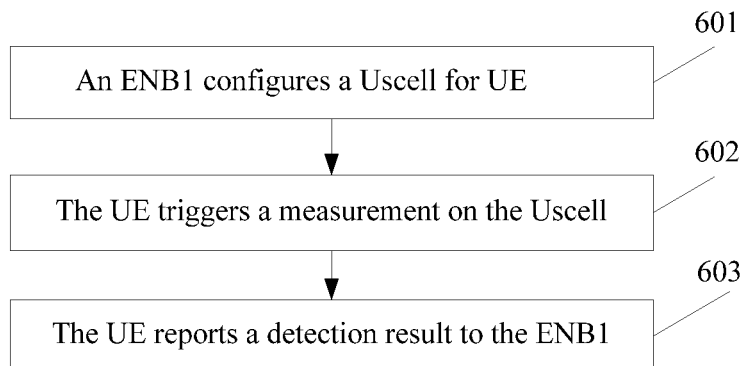 601
An ENB1 configures a Uscell for UE
602
The UE triggers a measurement on the Uscell
603
The UE reports a detection result to the ENB1